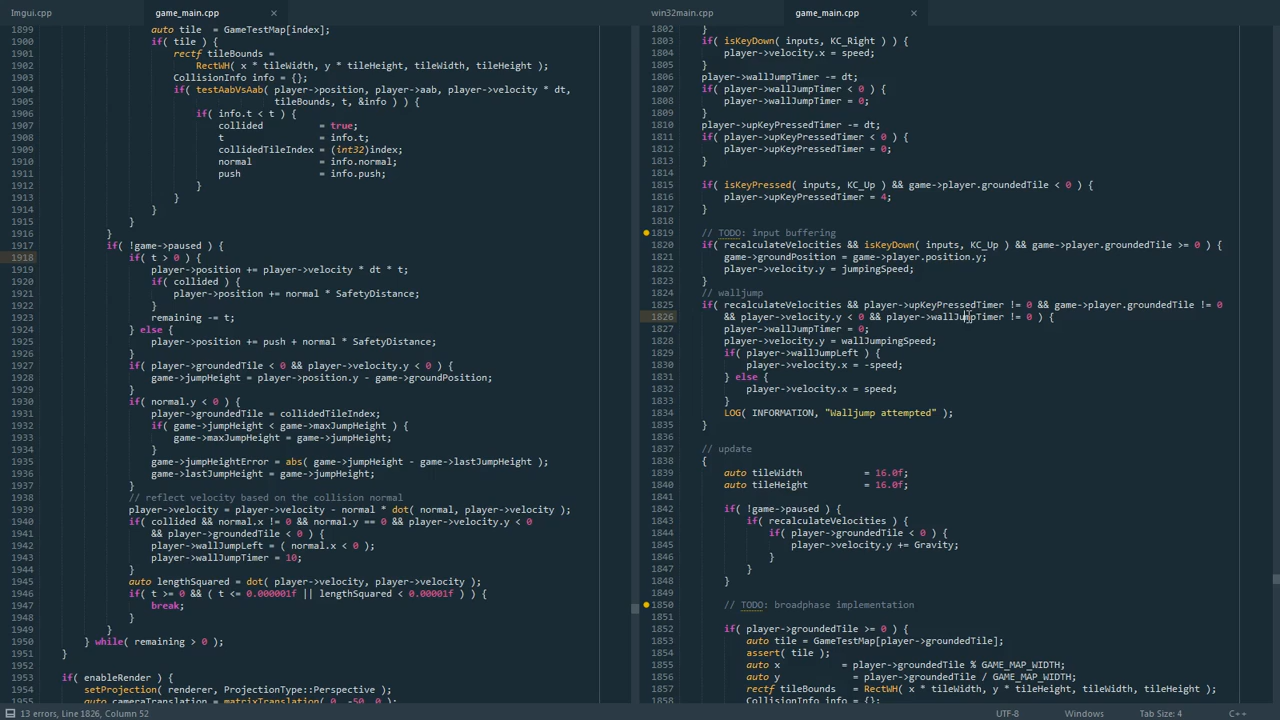 Imgui.cpp game_main.cpp ×
1899 auto tile = GameTestMap[index];
1900 if( tile ) {
1901 rectf tileBounds =
1902 RectWH( x * tileWidth, y * tileHeight, tileWidth, tileHeight );
1903 CollisionInfo info = {};
1904 if( testAabVsAab( player->position, player->aab, player->velocity * dt,
1905 tileBounds, t, &info ) ) {
1906 if( info.t < t ) {
1907 collided = true;
1908 t = info.t;
1909 collidedTileIndex = (int32)index;
1910 normal = info.normal;
1911 push = info.push;
1912 }
1913 }
1914 }
1915 }
1916 }
1917 if( !game->paused ) {
1918 if( t > 0 ) {
1919 player->position += player->velocity * dt * t;
1920 if( collided ) {
1921 player->position += normal * SafetyDistance;
1922 }
1923 remaining -= t;
1924 } else {
1925 player->position += push + normal * SafetyDistance;
1926 }
1927 if( player->groundedTile < 0 && player->velocity.y < 0 ) {
1928 game->jumpHeight = player->position.y - game->groundPosition;
1929 }
1930 if( normal.y < 0 ) {
1931 player->groundedTile = collidedTileIndex;
1932 if( game->jumpHeight < game->maxJumpHeight ) {
1933 game->maxJumpHeight = game->jumpHeight;
1934 }
1935 game->jumpHeightError = abs( game->jumpHeight - game->lastJumpHeight );
1936 game->lastJumpHeight = game->jumpHeight;
1937 }
1938 // reflect velocity based on the collision normal
1939 player->velocity = player->velocity - normal * dot( normal, player->velocity );
1940 if( collided && normal.x != 0 && normal.y == 0 && player->velocity.y < 0
1941 && player->groundedTile < 0 ) {
1942 player->wallJumpLeft = ( normal.x < 0 );
1943 player->wallJumpTimer = 10;
1944 }
1945 auto lengthSquared = dot( player->velocity, player->velocity );
1946 if( t >= 0 && ( t <= 0.000001f || lengthSquared < 0.00001f ) ) {
1947 break;
1948 }
1949 }
1950 } while( remaining > 0 );
1951 }
1952
1953 if( enableRender ) {
1954 setProjection( renderer, ProjectionType::Perspective );
1955 auto cameraTranslation = matrixTranslation( 0, -50, 0 );
win32main.cpp game_main.cpp ×
1802 }
1803 if( isKeyDown( inputs, KC_Right ) ) {
1804 player->velocity.x = speed;
1805 }
1806 player->wallJumpTimer -= dt;
1807 if( player->wallJumpTimer < 0 ) {
1808 player->wallJumpTimer = 0;
1809 }
1810 player->upKeyPressedTimer -= dt;
1811 if( player->upKeyPressedTimer < 0 ) {
1812 player->upKeyPressedTimer = 0;
1813 }
1814
1815 if( isKeyPressed( inputs, KC_Up ) && game->player.groundedTile < 0 ) {
1816 player->upKeyPressedTimer = 4;
1817 }
1818
1819 // TODO: input buffering
1820 if( recalculateVelocities && isKeyDown( inputs, KC_Up ) && game->player.groundedTile >= 0 ) {
1821 game->groundPosition = game->player.position.y;
1822 player->velocity.y = jumpingSpeed;
1823 }
1824 // walljump
1825 if( recalculateVelocities && player->upKeyPressedTimer != 0 && game->player.groundedTile != 0
1826 && player->velocity.y < 0 && player->wallJumpTimer != 0 ) {
1827 player->wallJumpTimer = 0;
1828 player->velocity.y = wallJumpingSpeed;
1829 if( player->wallJumpLeft ) {
1830 player->velocity.x = -speed;
1831 } else {
1832 player->velocity.x = speed;
1833 }
1834 LOG( INFORMATION, "Walljump attempted" );
1835 }
1836
1837 // update
1838 {
1839 auto tileWidth = 16.0f;
1840 auto tileHeight = 16.0f;
1841
1842 if( !game->paused ) {
1843 if( recalculateVelocities ) {
1844 if( player->groundedTile < 0 ) {
1845 player->velocity.y += Gravity;
1846 }
1847 }
1848 }
1849
1850 // TODO: broadphase implementation
1851
1852 if( player->groundedTile >= 0 ) {
1853 auto tile = GameTestMap[player->groundedTile];
1854 assert( tile );
1855 auto x = player->groundedTile % GAME_MAP_WIDTH;
1856 auto y = player->groundedTile / GAME_MAP_WIDTH;
1857 rectf tileBounds = RectWH( x * tileWidth, y * tileHeight, tileWidth, tileHeight );
1858 CollisionInfo info = {};
13 errors, Line 1826, Column 52 UTF-8 Windows Tab Size: 4 C++